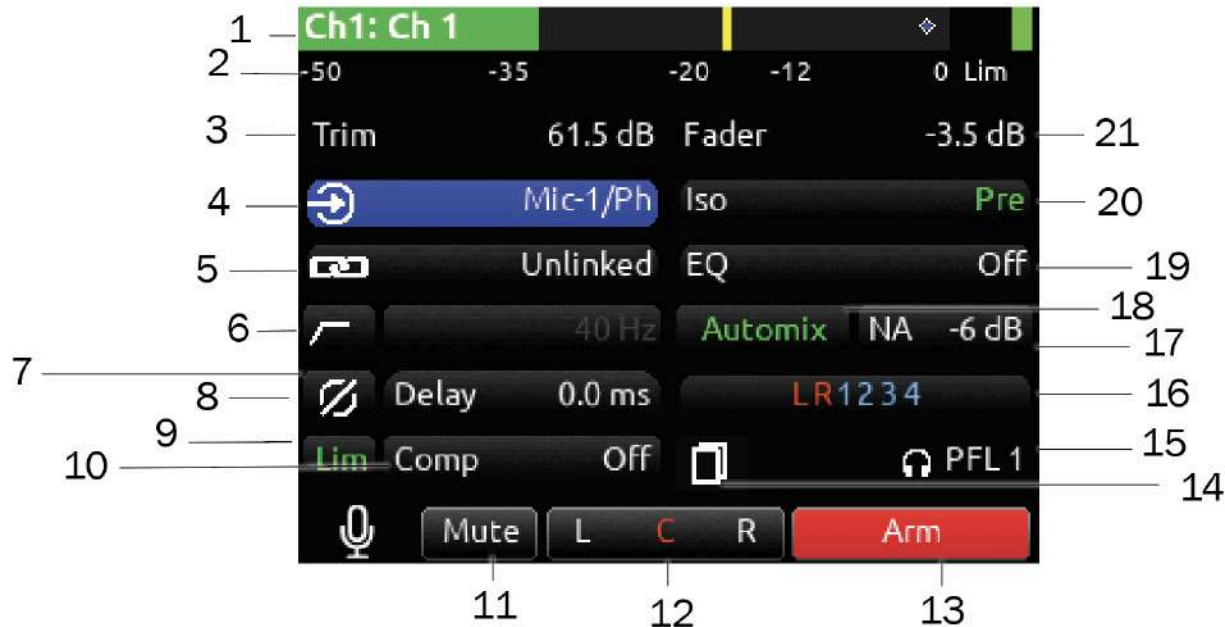 1 Ch1: Ch 1
2 -50 -35 -20 -12 0 Lim
3 Trim 61.5 dB Fader -3.5 dB 21
4 Mic-1/Ph Iso Pre 20
5 Unlinked EQ Off 19
18
6 40 Hz Automix NA -6 dB
17
7
8 Delay 0.0 ms LR1234 16
9
Lim Comp Off PFL 1 15
10
14
Mute L C R Arm
11 12 13